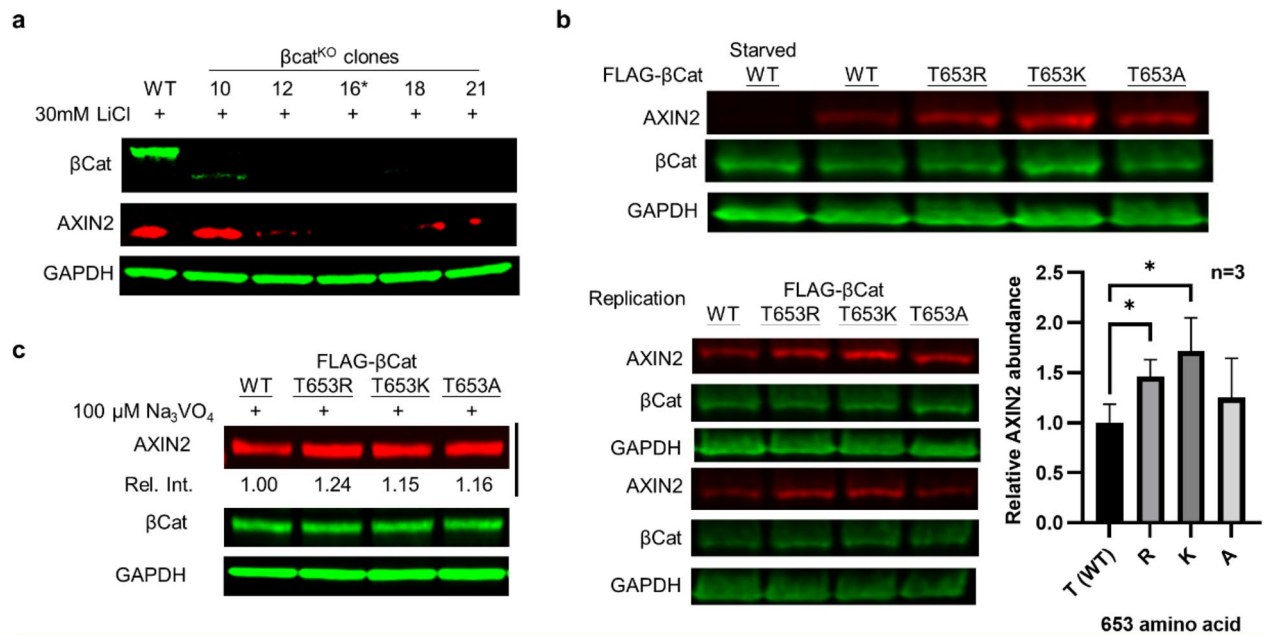 a
βcatᴷᴼ clones
WT 10 12 16* 18 21
30mM LiCl + + + + + +
βCat
AXIN2
GAPDH
b
Starved
FLAG-βCat WT WT T653R T653K T653A
AXIN2
βCat
GAPDH
Replication FLAG-βCat
WT T653R T653K T653A
AXIN2
βCat
GAPDH
AXIN2
βCat
GAPDH
Relative AXIN2 abundance
2.5
2.0
1.5
1.0
0.5
0.0
* *
n=3
T (WT) R K A
653 amino acid
c
FLAG-βCat
WT T653R T653K T653A
100 µM Na₃VO₄ + + + +
AXIN2
Rel. Int. 1.00 1.24 1.15 1.16
βCat
GAPDH